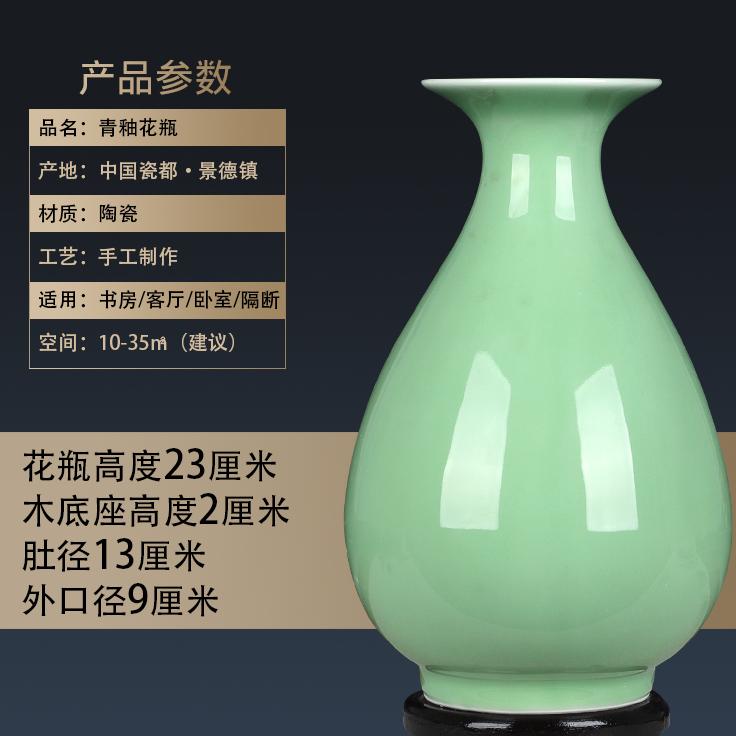 产品参数
品名：青釉花瓶
产地：中国瓷都·景德镇
材质：陶瓷
工艺：手工制作
适用：书房/客厅/卧室/隔断
空间：10-35㎡（建议）
花瓶高度23厘米
木底座高度2厘米
肚径13厘米
外口径9厘米